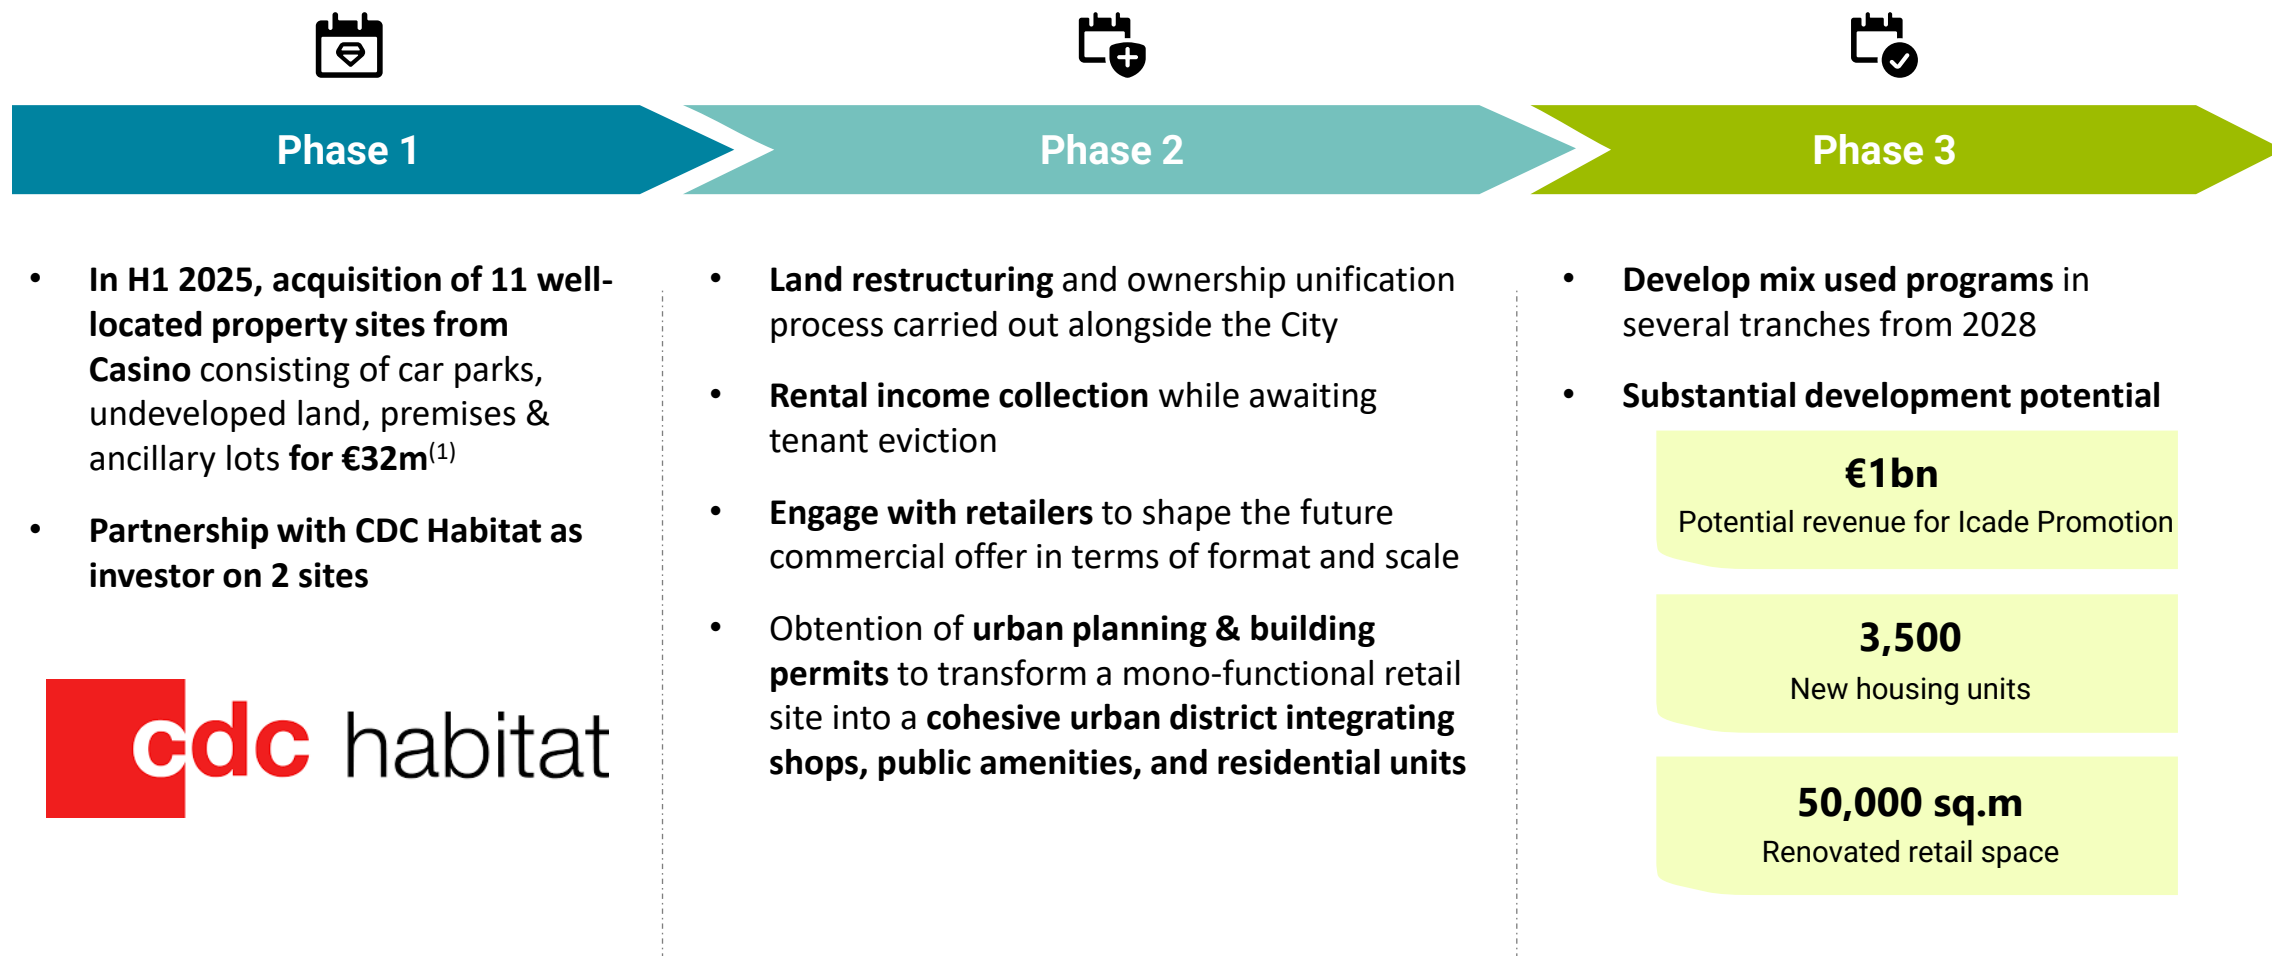 Phase 1
Phase 2
Phase 3
• In H1 2025, acquisition of 11 well-
located property sites from
Casino consisting of car parks,
undeveloped land, premises &
ancillary lots for €32m(1)
• Partnership with CDC Habitat as
investor on 2 sites
cdc habitat
• Land restructuring and ownership unification
process carried out alongside the City
• Rental income collection while awaiting
tenant eviction
• Engage with retailers to shape the future
commercial offer in terms of format and scale
• Obtention of urban planning & building
permits to transform a mono-functional retail
site into a cohesive urban district integrating
shops, public amenities, and residential units
• Develop mix used programs in
several tranches from 2028
• Substantial development potential
€1bn
Potential revenue for Icade Promotion
3,500
New housing units
50,000 sq.m
Renovated retail space